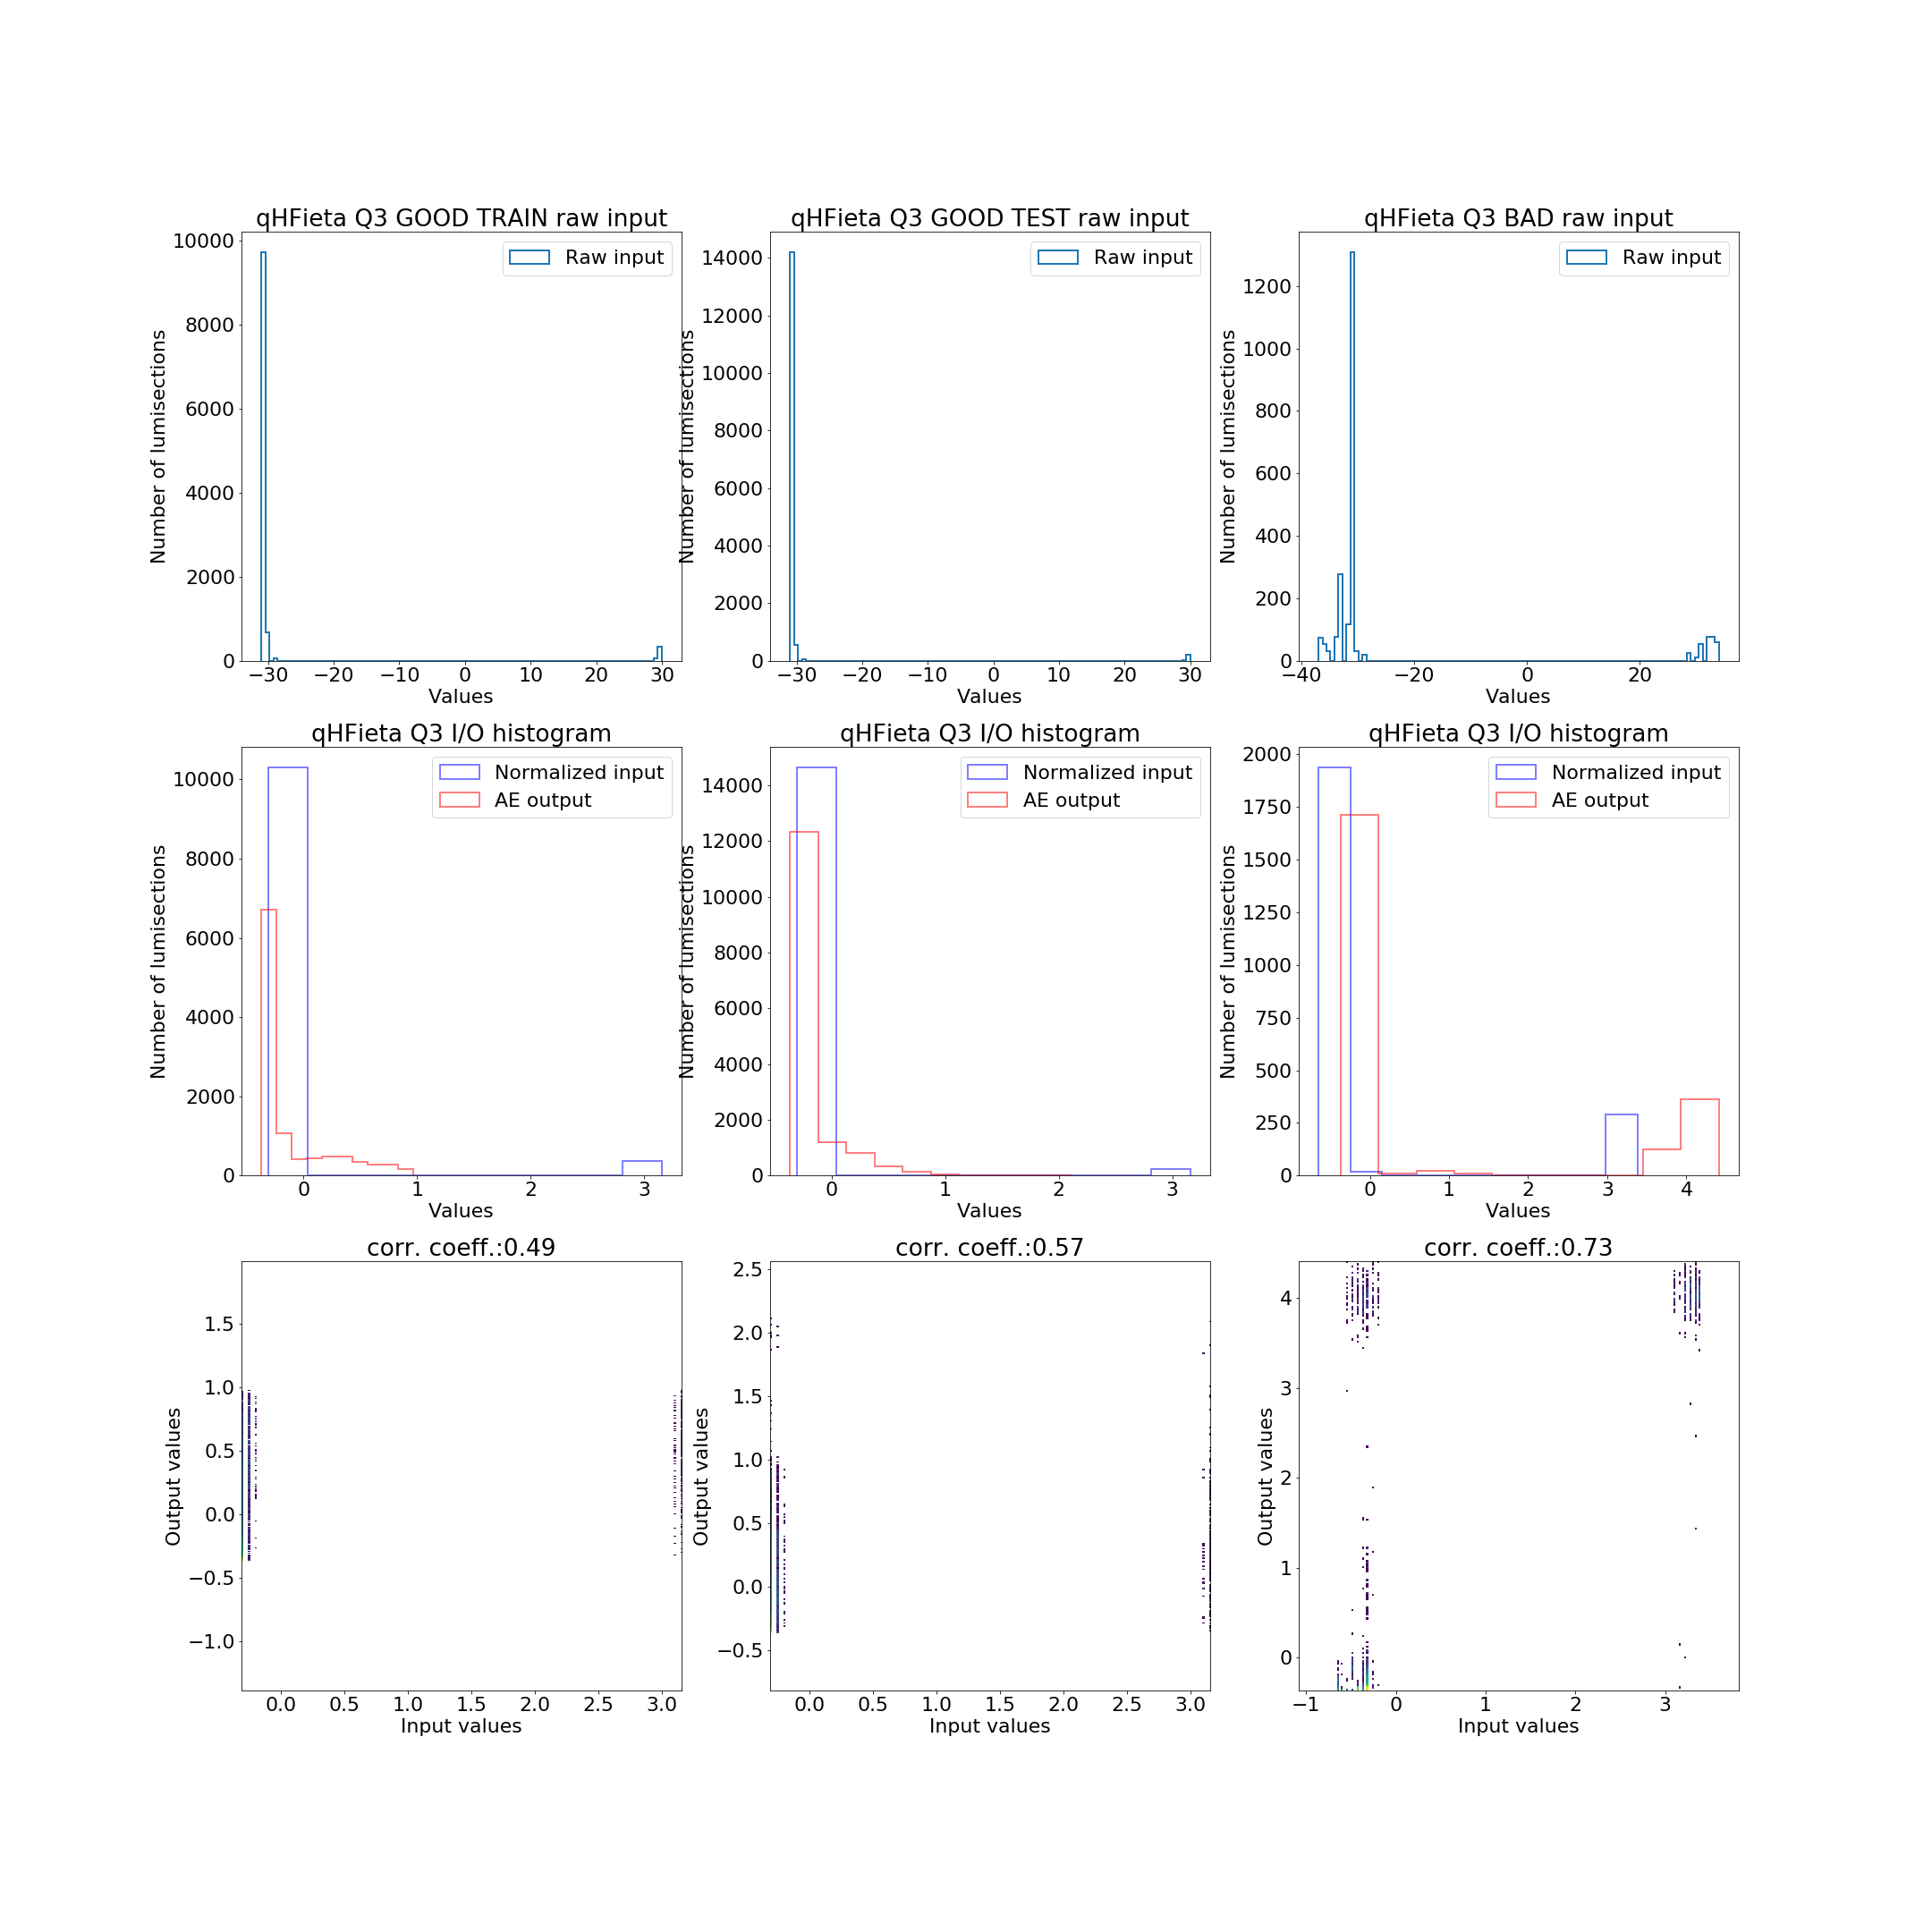 qHFieta Q3 GOOD TRAIN raw input
qHFieta Q3 GOOD TEST raw input
qHFieta Q3 BAD raw input
Raw input
Raw input
Raw input
Number of lumisections
10000
8000
6000
4000
2000
0
−30 −20 −10 0 10 20 30
Values
Number of lumisections
14000
12000
10000
8000
6000
4000
2000
0
−30 −20 −10 0 10 20 30
Values
Number of lumisections
1200
1000
800
600
400
200
0
−40 −20 0 20
Values
qHFieta Q3 I/O histogram
qHFieta Q3 I/O histogram
qHFieta Q3 I/O histogram
Normalized input
AE output
Normalized input
AE output
Normalized input
AE output
Number of lumisections
10000
8000
6000
4000
2000
0
0 1 2 3
Values
Number of lumisections
14000
12000
10000
8000
6000
4000
2000
0
0 1 2 3
Values
Number of lumisections
2000
1750
1500
1250
1000
750
500
250
0
0 1 2 3 4
Values
corr. coeff.:0.49
corr. coeff.:0.57
corr. coeff.:0.73
Output values
1.5
1.0
0.5
0.0
−0.5
−1.0
0.0 0.5 1.0 1.5 2.0 2.5 3.0
Input values
Output values
2.5
2.0
1.5
1.0
0.5
0.0
−0.5
0.0 0.5 1.0 1.5 2.0 2.5 3.0
Input values
Output values
4
3
2
1
0
−1 0 1 2 3
Input values